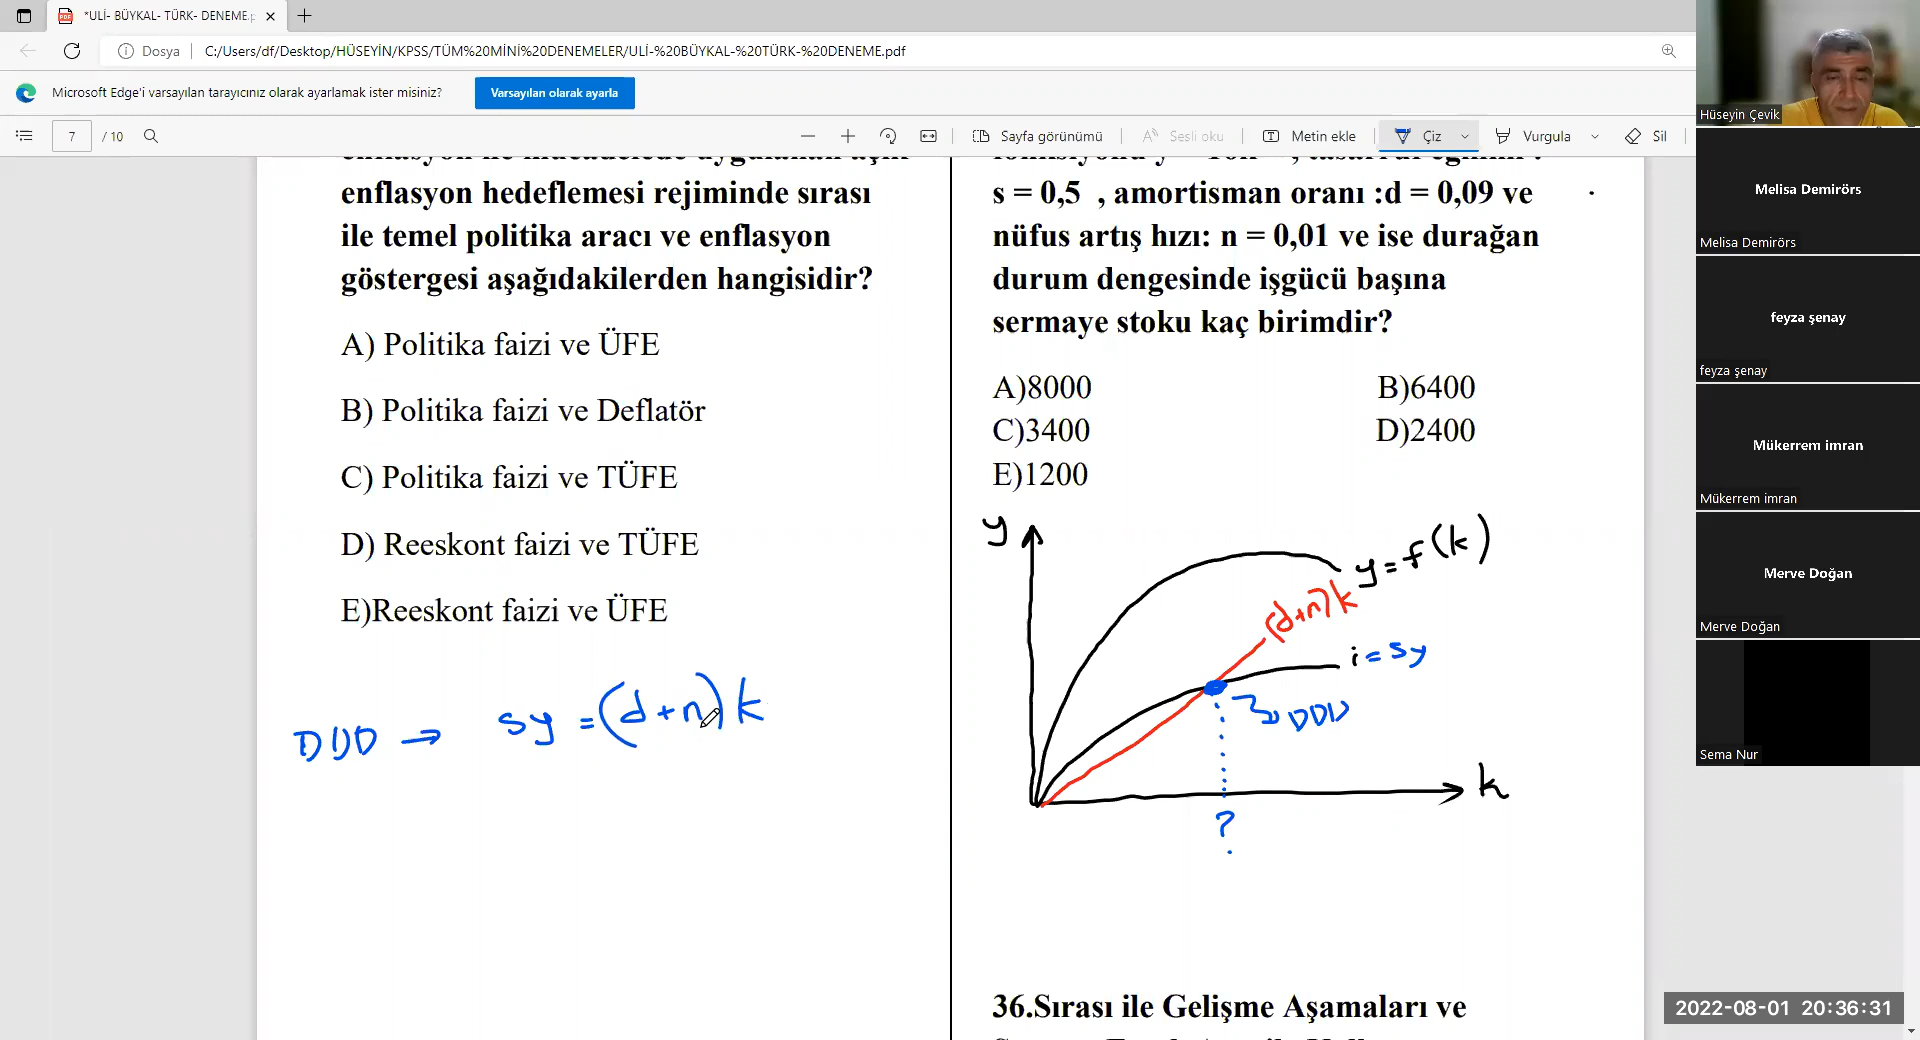 *ULİ- BÜYKAL- TÜRK- DENEME.p
Dosya
C:/Users/df/Desktop/HÜSEYİN/KPSS/TÜM%20MİNİ%20DENEMELER/ULİ-%20BÜYKAL-%20TÜRK-%20DENEME.pdf
Microsoft Edge'i varsayılan tarayıcınız olarak ayarlamak ister misiniz?
Varsayılan olarak ayarla
7 / 10
Sayfa görünümü
Sesli oku
Metin ekle
Çiz
Vurgula
Sil
enflasyon hedeflemesi rejiminde sırası
ile temel politika aracı ve enflasyon
göstergesi aşağıdakilerden hangisidir?
A) Politika faizi ve ÜFE
B) Politika faizi ve Deflatör
C) Politika faizi ve TÜFE
D) Reeskont faizi ve TÜFE
E)Reeskont faizi ve ÜFE
DDD → sy = (d+n)k
s = 0,5 , amortisman oranı :d = 0,09 ve
nüfus artış hızı: n = 0,01 ve ise durağan
durum dengesinde işgücü başına
sermaye stoku kaç birimdir?
A)8000 B)6400
C)3400 D)2400
E)1200
y
y=f(k)
(d+n)k
i=sy
DDD
k
?
36.Sırası ile Gelişme Aşamaları ve
Hüseyin Çevik
Melisa Demirörs
Melisa Demirörs
feyza şenay
feyza şenay
Mükerrem imran
Mükerrem imran
Merve Doğan
Merve Doğan
Sema Nur
2022-08-01 20:36:31